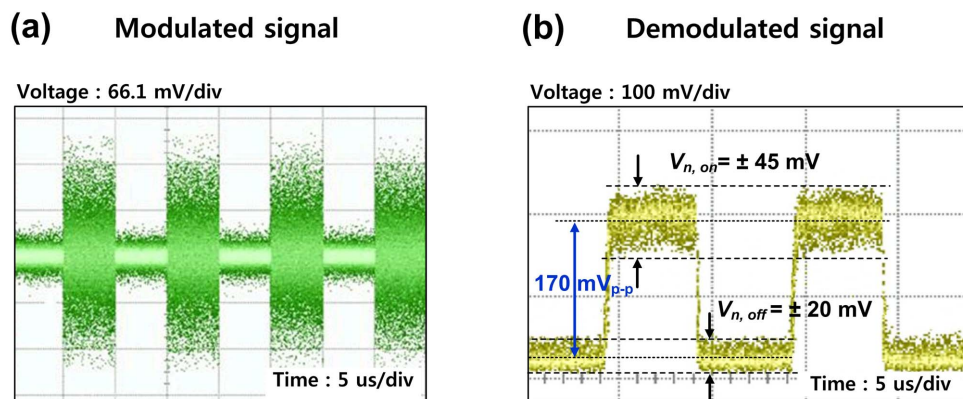 (a) Modulated signal
Voltage : 66.1 mV/div
Time : 5 us/div
(b) Demodulated signal
Voltage : 100 mV/div
Vn, on = ± 45 mV
170 mVp-p
Vn, off = ± 20 mV
Time : 5 us/div